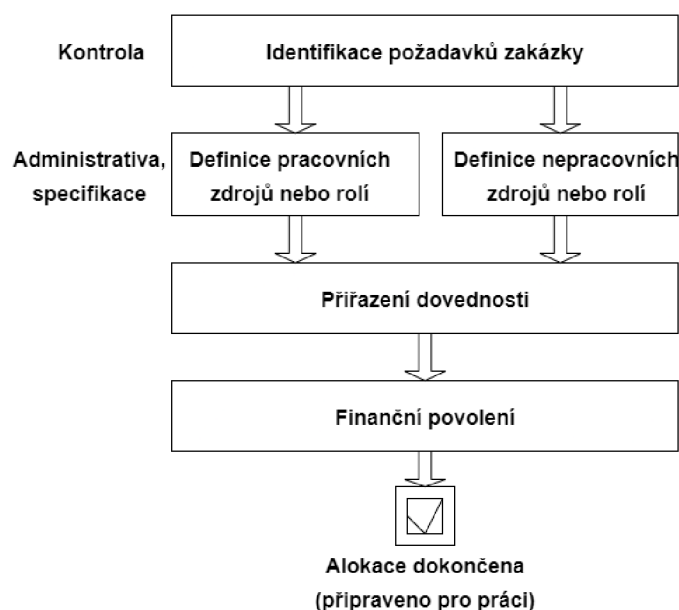 Kontrola
Identifikace požadavků zakázky
Administrativa,
specifikace
Definice pracovních
zdrojů nebo rolí
Definice nepracovních
zdrojů nebo rolí
Přiřazení dovednosti
Finanční povolení
Alokace dokončena
(připraveno pro práci)